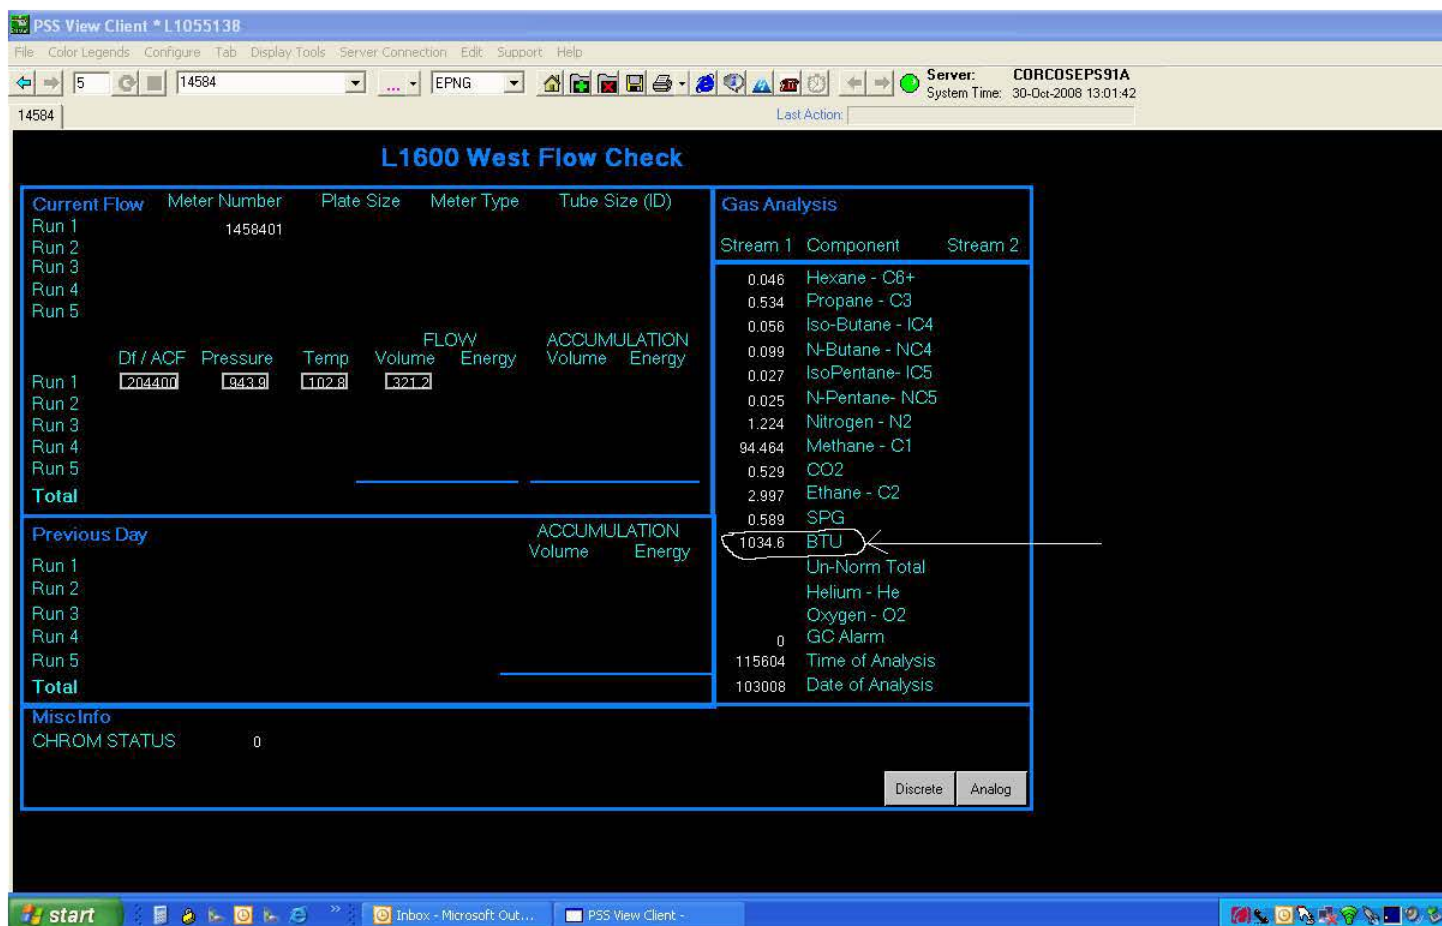 PSS View Client * L1055138
File Color Legends Configure Tab Display Tools Server Connection Edit Support Help
5 14584 ... EPNG Server: CORCOSEPS91A
System Time: 30-Oct-2008 13:01:42
14584 Last Action:
L1600 West Flow Check
Current Flow Meter Number Plate Size Meter Type Tube Size (ID)
Run 1 1458401
Run 2
Run 3
Run 4
Run 5
FLOW ACCUMULATION
Df / ACF Pressure Temp Volume Energy Volume Energy
Run 1 204400 943.9 102.8 321.2
Run 2
Run 3
Run 4
Run 5
Total
Previous Day ACCUMULATION
Volume Energy
Run 1
Run 2
Run 3
Run 4
Run 5
Total
Gas Analysis
Stream 1 Component Stream 2
0.046 Hexane - C6+
0.534 Propane - C3
0.056 Iso-Butane - IC4
0.099 N-Butane - NC4
0.027 IsoPentane- IC5
0.025 N-Pentane- NC5
1.224 Nitrogen - N2
94.464 Methane - C1
0.529 CO2
2.997 Ethane - C2
0.589 SPG
1034.6 BTU
Un-Norm Total
Helium - He
Oxygen - O2
0 GC Alarm
115604 Time of Analysis
103008 Date of Analysis
Misc Info
CHROM STATUS 0
Discrete Analog
start Inbox - Microsoft Out... PSS View Client -